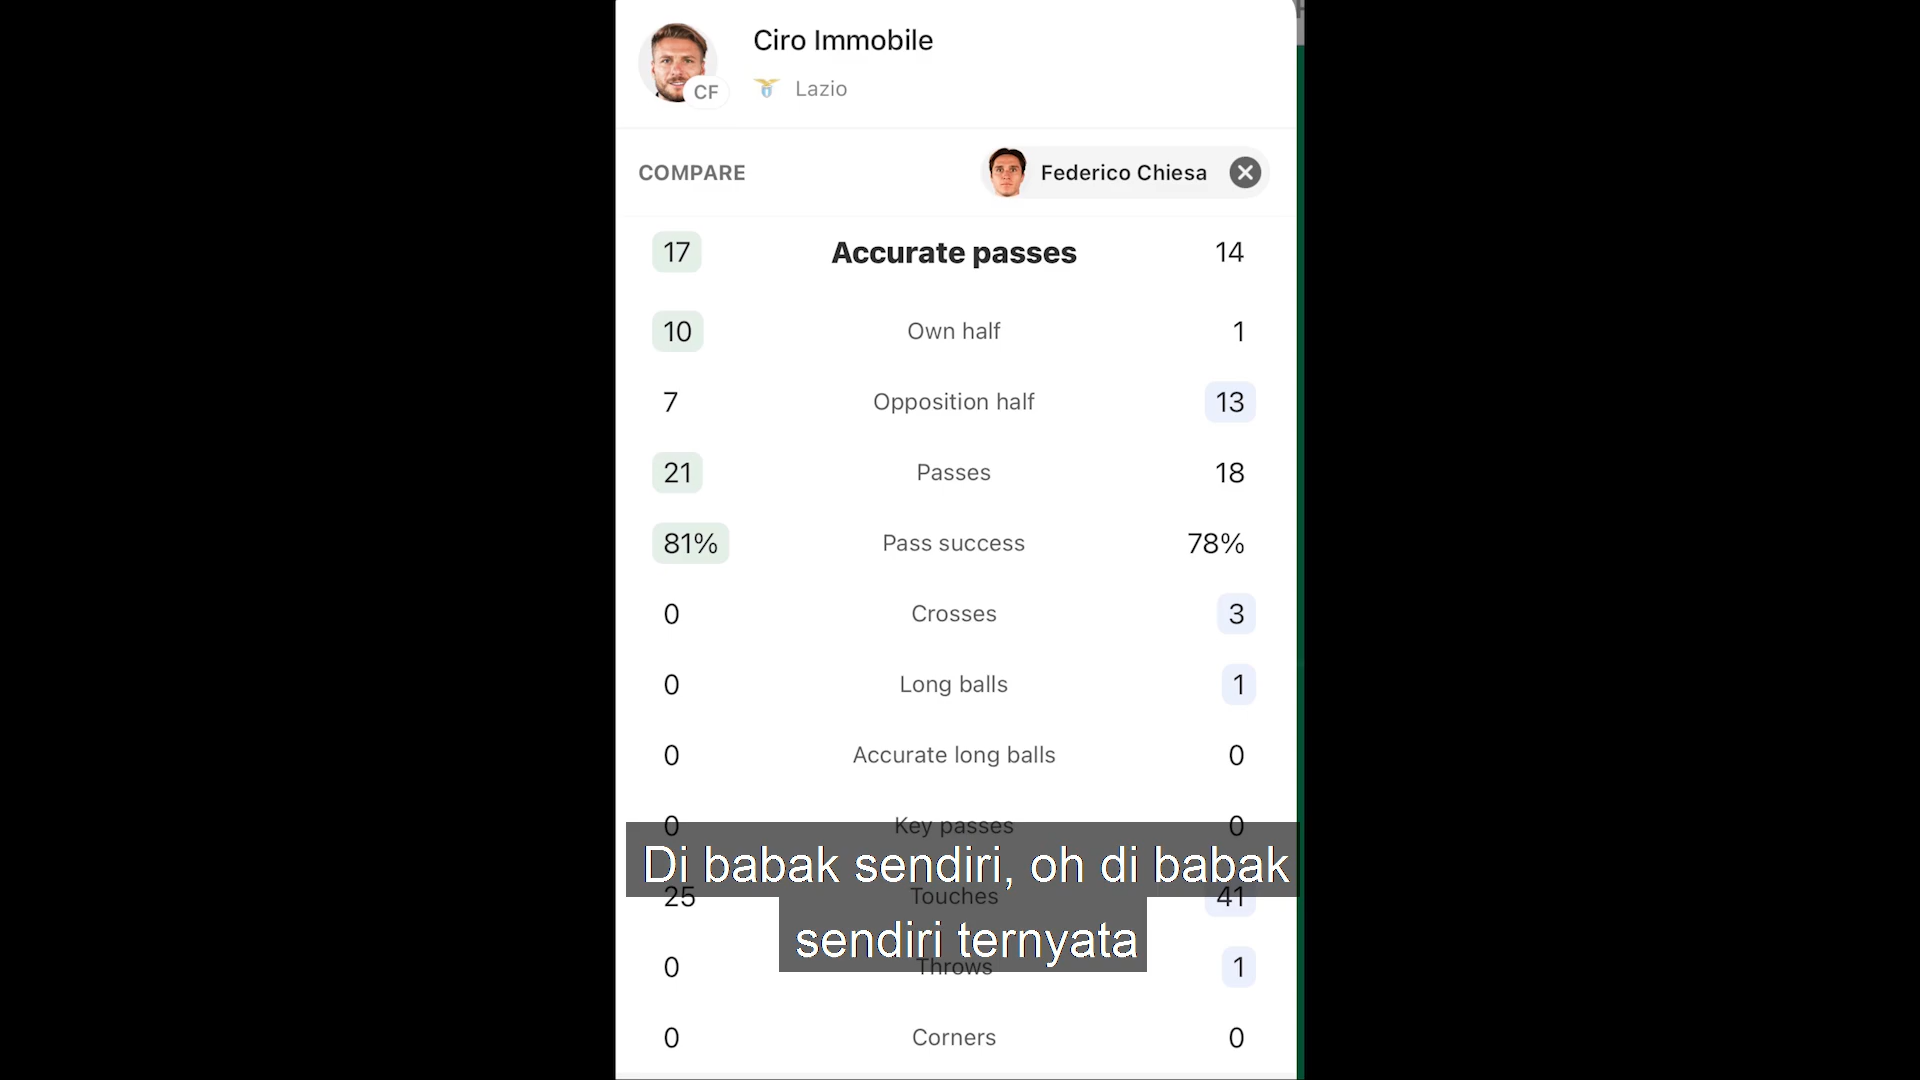 Ciro Immobile
CF
Lazio
COMPARE
Federico Chiesa
17 Accurate passes 14
10 Own half 1
7 Opposition half 13
21 Passes 18
81% Pass success 78%
0 Crosses 3
0 Long balls 1
0 Accurate long balls 0
0 Key passes 0
Di babak sendiri, oh di babak
25 Touches 41
sendiri ternyata
0 Throws 1
0 Corners 0